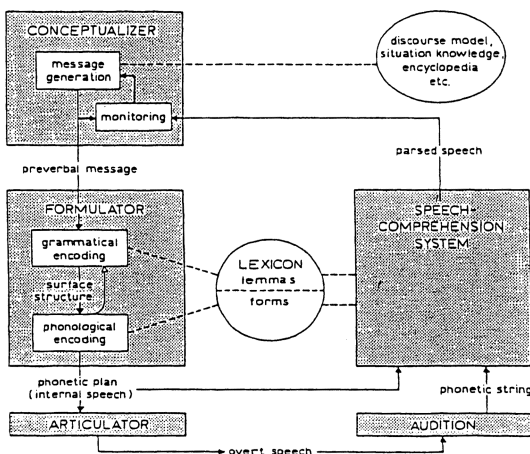 CONCEPTUALIZER
message
generation
monitoring
discourse model,
situation knowledge,
encyclopedia
etc.
parsed speech
preverbal message
FORMULATOR
grammatical
encoding
surface
structure
phonological
encoding
LEXICON
lemmas
forms
SPEECH-
COMPREHENSION
SYSTEM
phonetic plan
(internal speech)
phonetic string
ARTICULATOR
AUDITION
overt speech